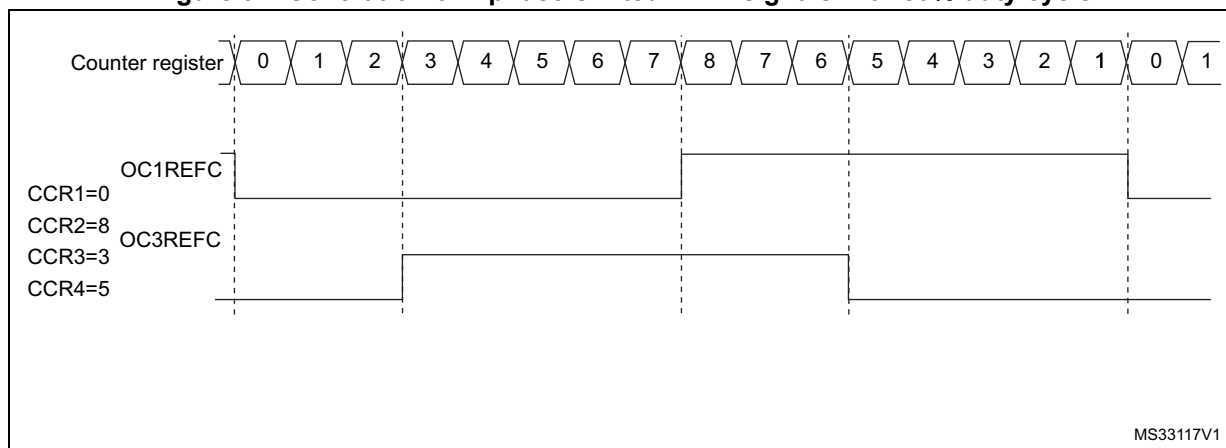 Counter register 0 1 2 3 4 5 6 7 8 7 6 5 4 3 2 1 0 1
OC1REFC
CCR1=0
CCR2=8
OC3REFC
CCR3=3
CCR4=5
MS33117V1